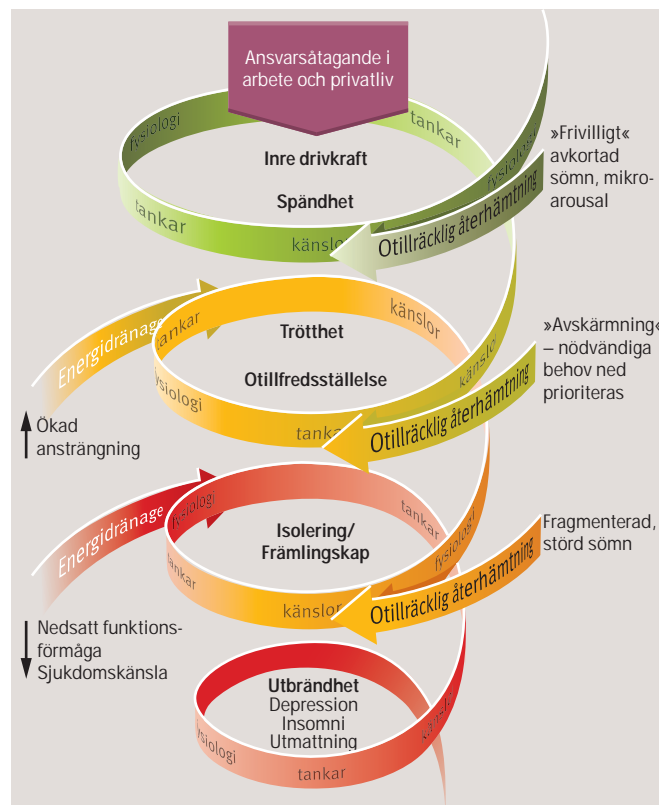 Ansvarsåtagande i
arbete och privatliv
fysiologi
tankar
Inre drivkraft
Spändhet
tankar
känslor
fysiologi
Otillräcklig återhämtning
»Frivilligt«
avkortad
sömn, mikro-
arousal
Energidränage
tankar
känslor
Trötthet
Otillfredsställelse
fysiologi
tankar
känslor
Otillräcklig återhämtning
»Avskärmning«
– nödvändiga
behov ned
prioriteras
Ökad
ansträngning
Energidränage
fysiologi
tankar
Isolering/
Främlingskap
tankar
känslor
fysiologi
Otillräcklig återhämtning
Fragmenterad,
störd sömn
Nedsatt funktions-
förmåga
Sjukdomskänsla
Utbrändhet
Depression
Insomni
Utmattning
fysiologi
tankar
känslor